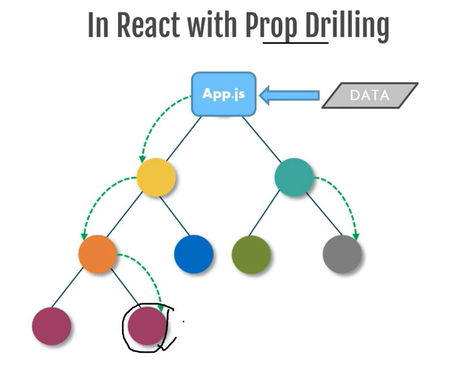 In React with Prop Drilling
App.js
DATA